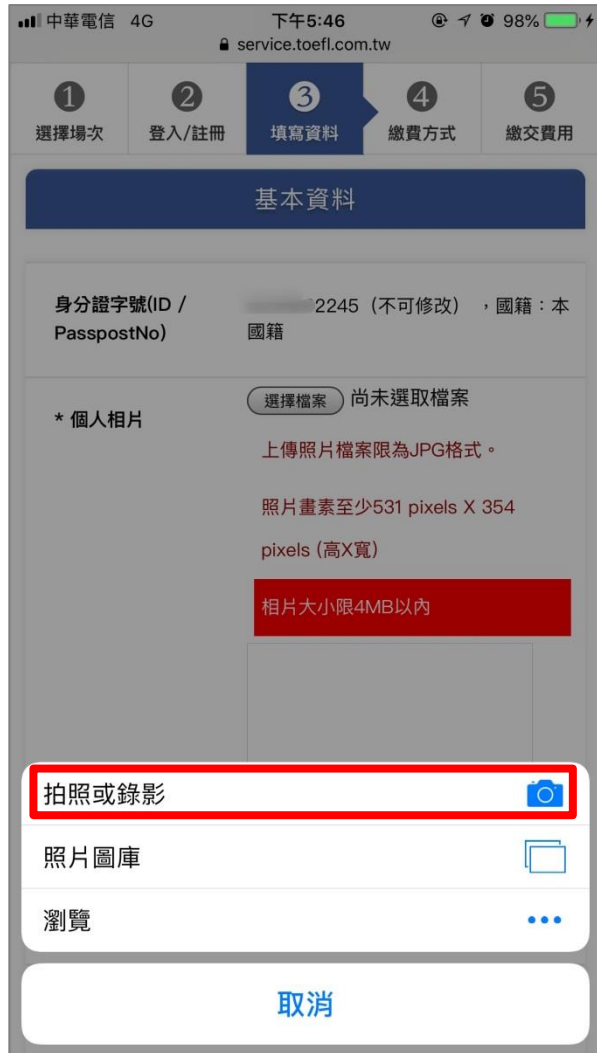 中華電信 4G 下午5:46 98%
service.toefl.com.tw
1 2 3 4 5
選擇場次 登入/註冊 填寫資料 繳費方式 繳交費用
基本資料
身分證字號(ID / PasspostNo)
2245（不可修改），國籍：本
國籍
* 個人相片
選擇檔案 尚未選取檔案
上傳照片檔案限為JPG格式。
照片畫素至少531 pixels X 354
pixels (高X寬)
相片大小限4MB以內
拍照或錄影
照片圖庫
瀏覽
取消